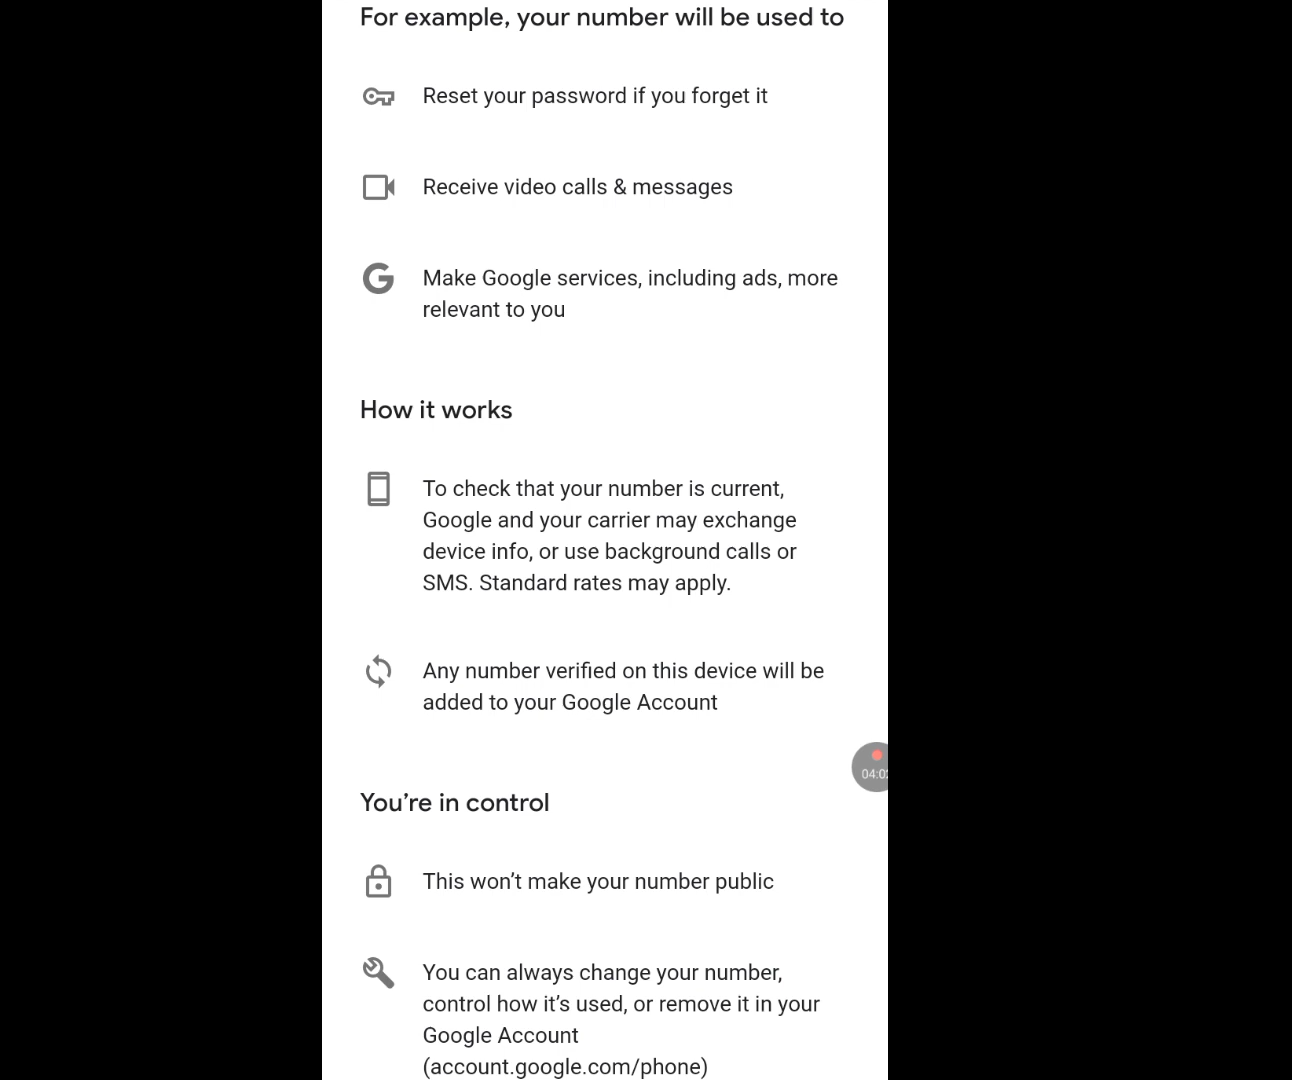 For example, your number will be used to
Reset your password if you forget it
Receive video calls & messages
Make Google services, including ads, more
relevant to you
How it works
To check that your number is current,
Google and your carrier may exchange
device info, or use background calls or
SMS. Standard rates may apply.
Any number verified on this device will be
added to your Google Account
You’re in control
This won’t make your number public
You can always change your number,
control how it’s used, or remove it in your
Google Account
(account.google.com/phone)